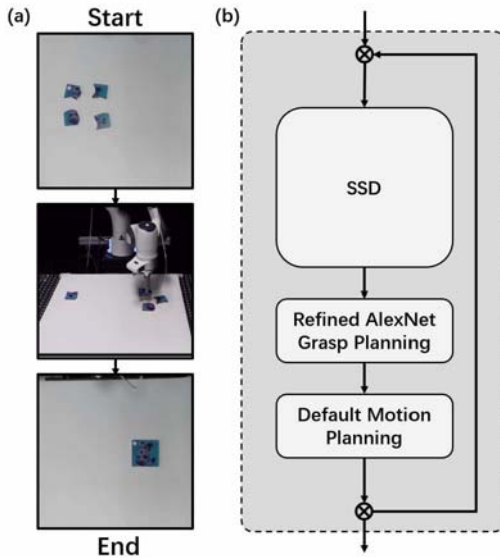 (a)
Start
End
(b)
SSD
Refined AlexNet
Grasp Planning
Default Motion
Planning